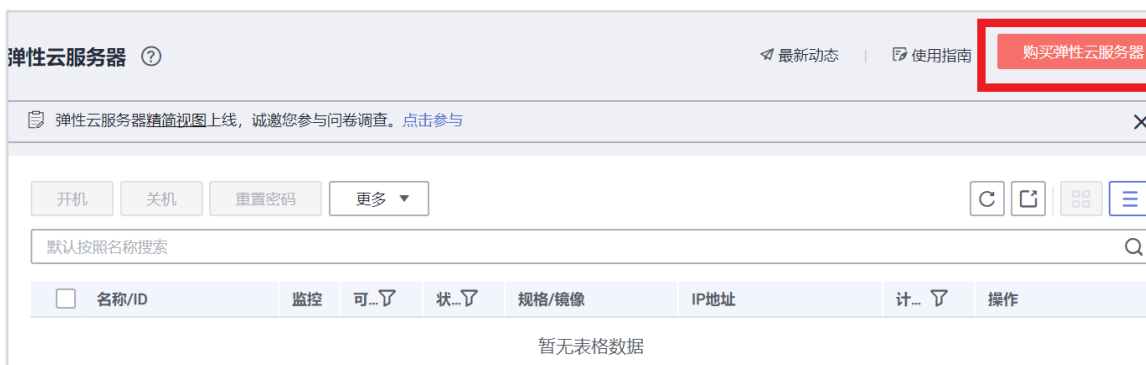 弹性云服务器 ? 最新动态 | 使用指南 购买弹性云服务器
弹性云服务器精简视图上线，诚邀您参与问卷调查。点击参与
开机 关机 重置密码 更多
默认按照名称搜索
名称/ID 监控 可... 状... 规格/镜像 IP地址 计... 操作
暂无表格数据